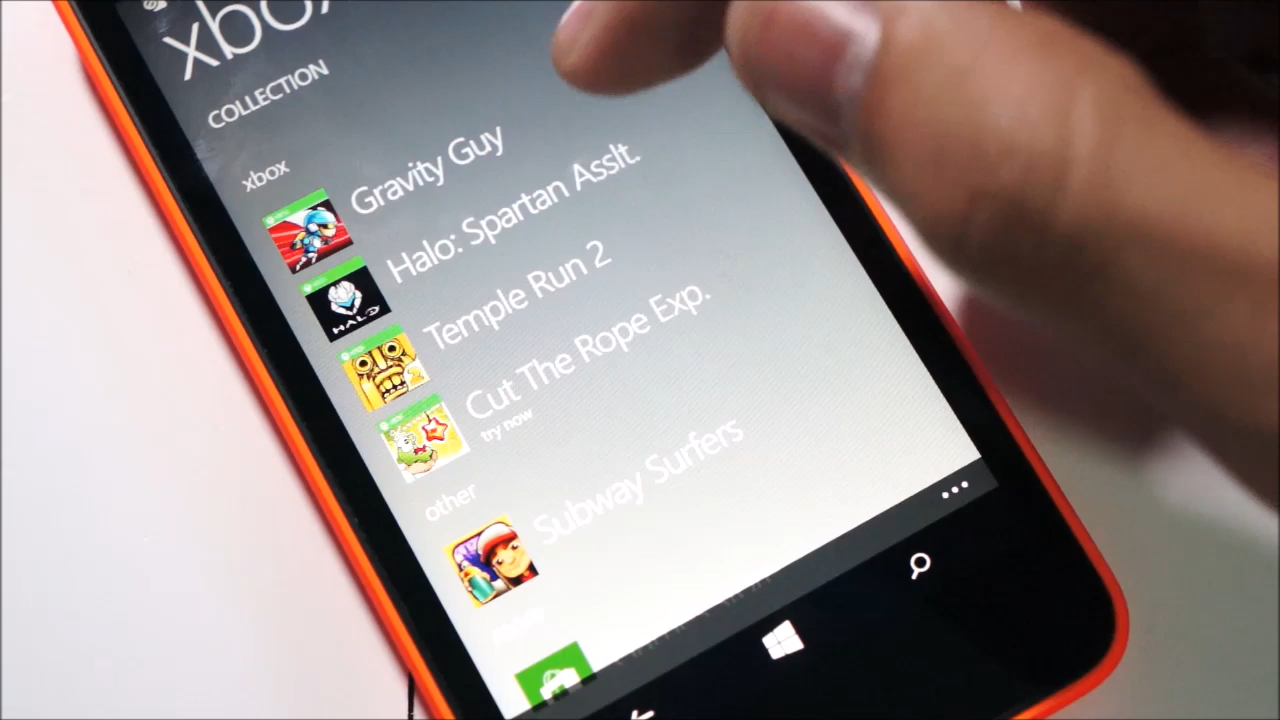 xbox
COLLECTION
xbox
Gravity Guy
Halo: Spartan Asslt.
HALO
Temple Run 2
2
Cut The Rope Exp.
try now
other
Subway Surfers